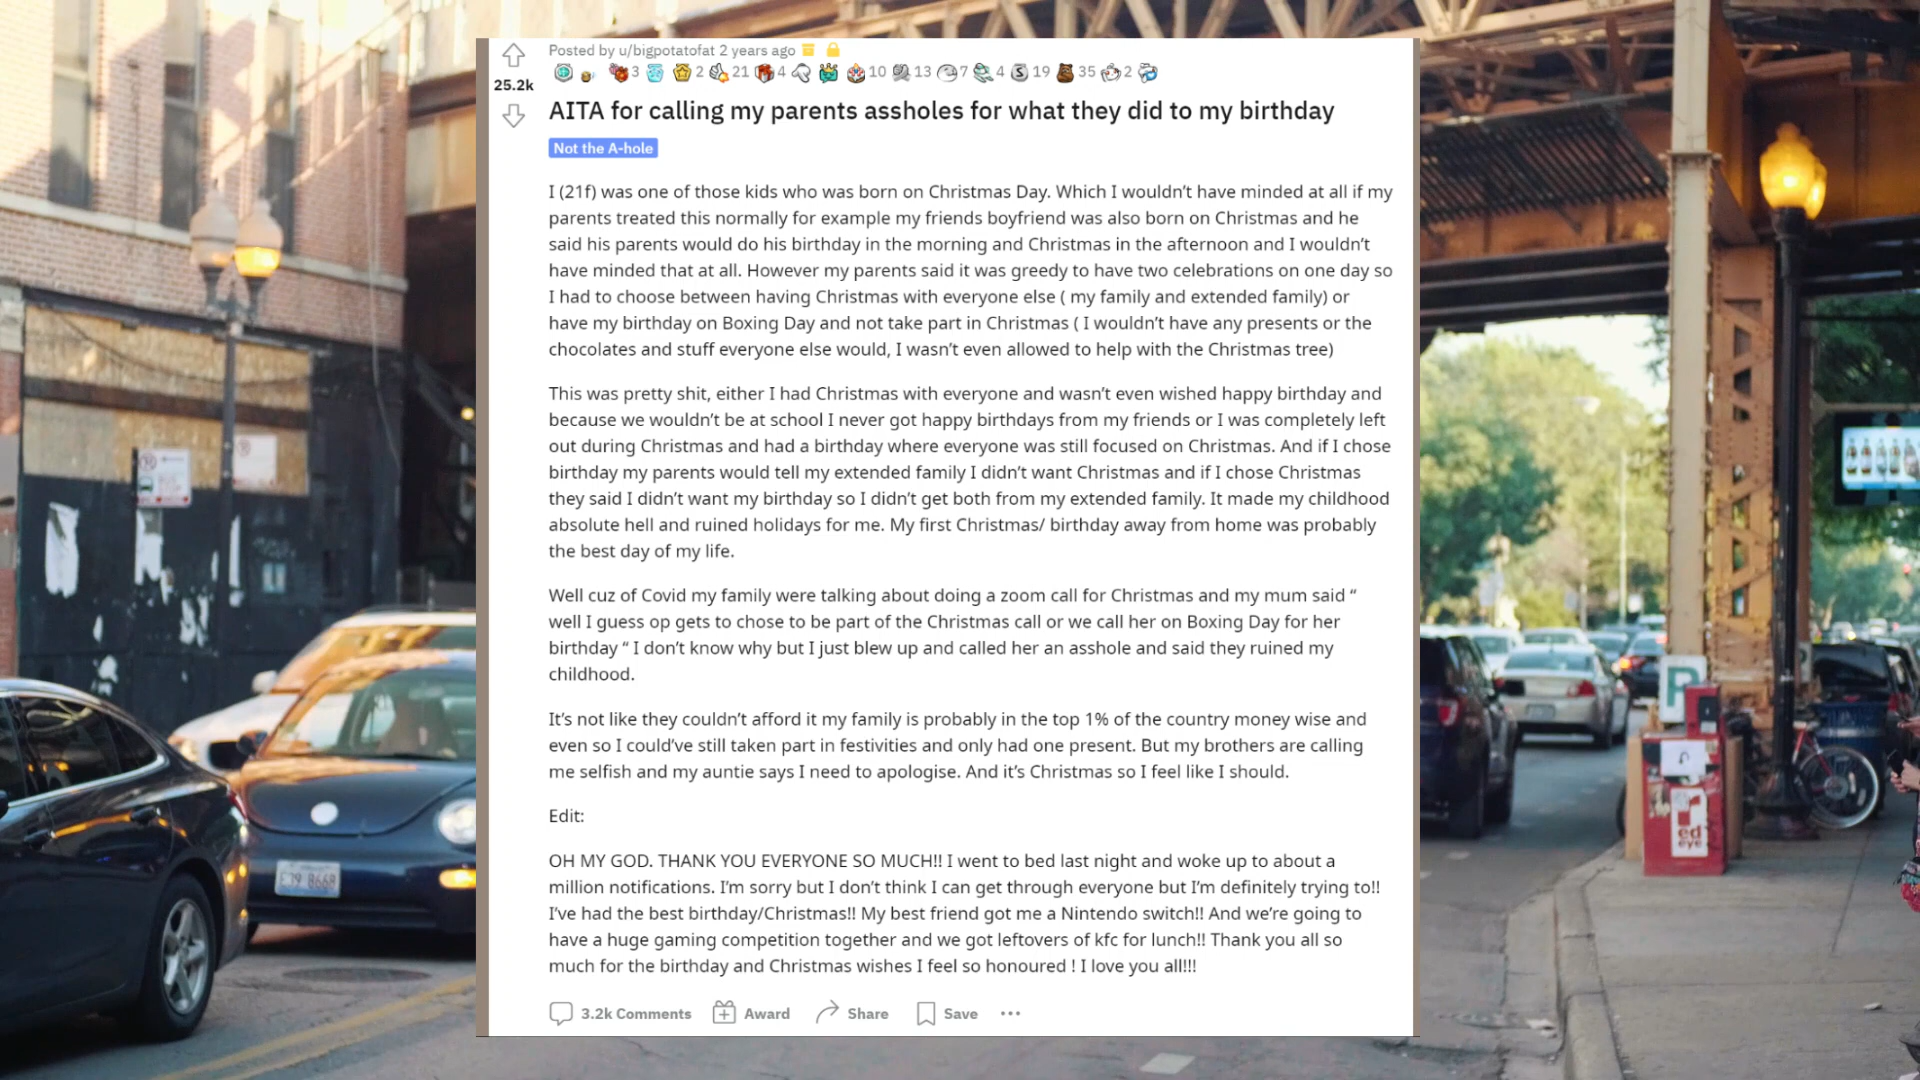 Posted by u/bigpotatofat 2 years ago
25.2k
3 2 21 4 10 13 7 4 19 35 2
AITA for calling my parents assholes for what they did to my birthday
Not the A-hole
I (21f) was one of those kids who was born on Christmas Day. Which I wouldn’t have minded at all if my
parents treated this normally for example my friends boyfriend was also born on Christmas and he
said his parents would do his birthday in the morning and Christmas in the afternoon and I wouldn’t
have minded that at all. However my parents said it was greedy to have two celebrations on one day so
I had to choose between having Christmas with everyone else ( my family and extended family) or
have my birthday on Boxing Day and not take part in Christmas ( I wouldn’t have any presents or the
chocolates and stuff everyone else would, I wasn’t even allowed to help with the Christmas tree)
This was pretty shit, either I had Christmas with everyone and wasn’t even wished happy birthday and
because we wouldn’t be at school I never got happy birthdays from my friends or I was completely left
out during Christmas and had a birthday where everyone was still focused on Christmas. And if I chose
birthday my parents would tell my extended family I didn’t want Christmas and if I chose Christmas
they said I didn’t want my birthday so I didn’t get both from my extended family. It made my childhood
absolute hell and ruined holidays for me. My first Christmas/ birthday away from home was probably
the best day of my life.
Well cuz of Covid my family were talking about doing a zoom call for Christmas and my mum said “
well I guess op gets to chose to be part of the Christmas call or we call her on Boxing Day for her
birthday “ I don’t know why but I just blew up and called her an asshole and said they ruined my
childhood.
It’s not like they couldn’t afford it my family is probably in the top 1% of the country money wise and
even so I could’ve still taken part in festivities and only had one present. But my brothers are calling
me selfish and my auntie says I need to apologise. And it’s Christmas so I feel like I should.
Edit:
OH MY GOD. THANK YOU EVERYONE SO MUCH!! I went to bed last night and woke up to about a
million notifications. I’m sorry but I don’t think I can get through everyone but I’m definitely trying to!!
I’ve had the best birthday/Christmas!! My best friend got me a Nintendo switch!! And we’re going to
have a huge gaming competition together and we got leftovers of kfc for lunch!! Thank you all so
much for the birthday and Christmas wishes I feel so honoured ! I love you all!!!
3.2k Comments Award Share Save
P
ed
eye